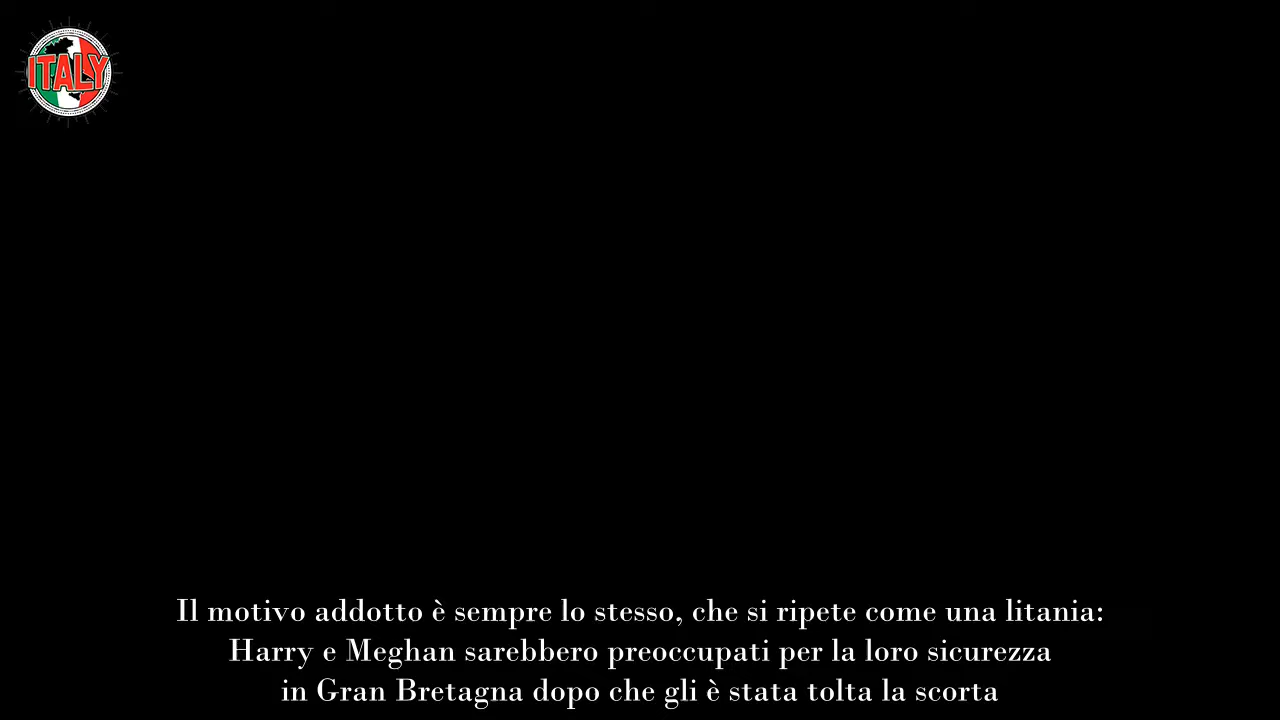 ITALY
Il motivo addotto è sempre lo stesso, che si ripete come una litania:
Harry e Meghan sarebbero preoccupati per la loro sicurezza
in Gran Bretagna dopo che gli è stata tolta la scorta